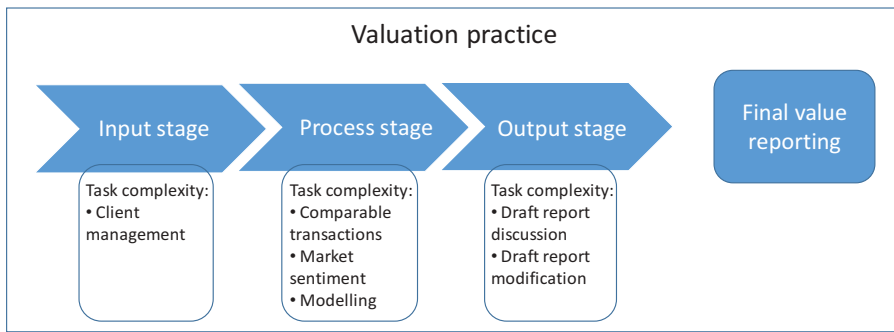 Valuation practice
Input stage
Process stage
Output stage
Final value
reporting
Task complexity:
• Client
management
Task complexity:
• Comparable
transactions
• Market
sentiment
• Modelling
Task complexity:
• Draft report
discussion
• Draft report
modification